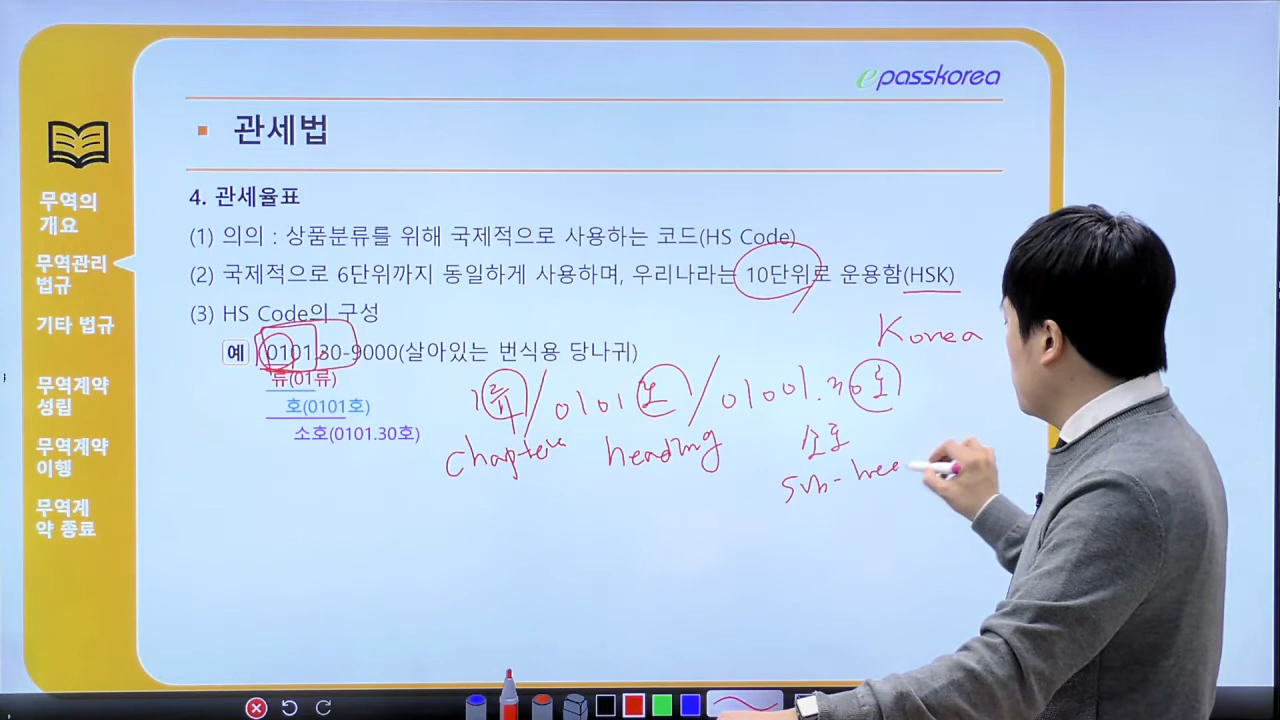 epasskorea
관세법
무역의
개요
무역관리
법규
기타 법규
무역계약
성립
무역계약
이행
무역계
약 종료
4. 관세율표
(1) 의의 : 상품분류를 위해 국제적으로 사용하는 코드(HS Code)
(2) 국제적으로 6단위까지 동일하게 사용하며, 우리나라는 10단위로 운용함(HSK)
(3) HS Code의 구성
Korea
예 0101.30-9000(살아있는 번식용 당나귀)
류(01류)
호(0101호)
소호(0101.30호)
1류 / 0101호 / 0101.30호
chapter heading 소호
sub-hee